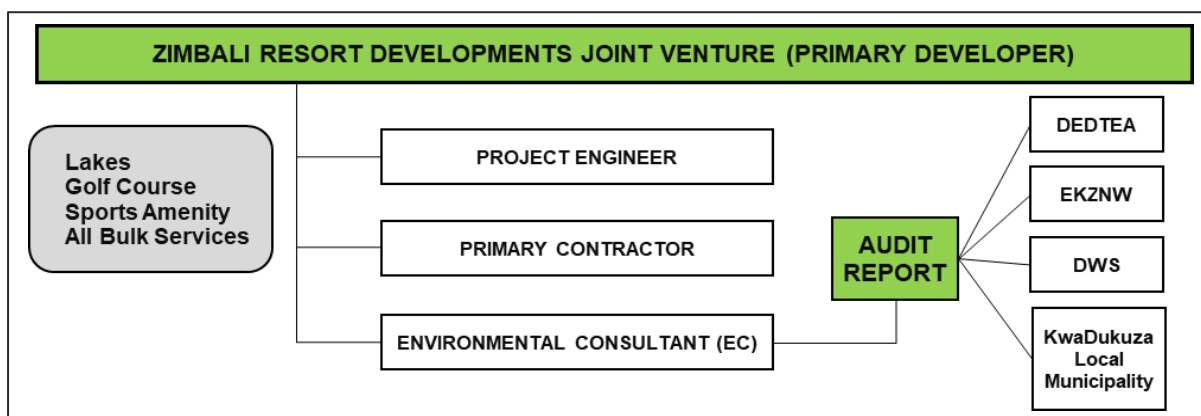 ZIMBALI RESORT DEVELOPMENTS JOINT VENTURE (PRIMARY DEVELOPER)
Lakes
Golf Course
Sports Amenity
All Bulk Services
PROJECT ENGINEER
PRIMARY CONTRACTOR
ENVIRONMENTAL CONSULTANT (EC)
AUDIT
REPORT
DEDTEA
EKZNW
DWS
KwaDukuza
Local
Municipality